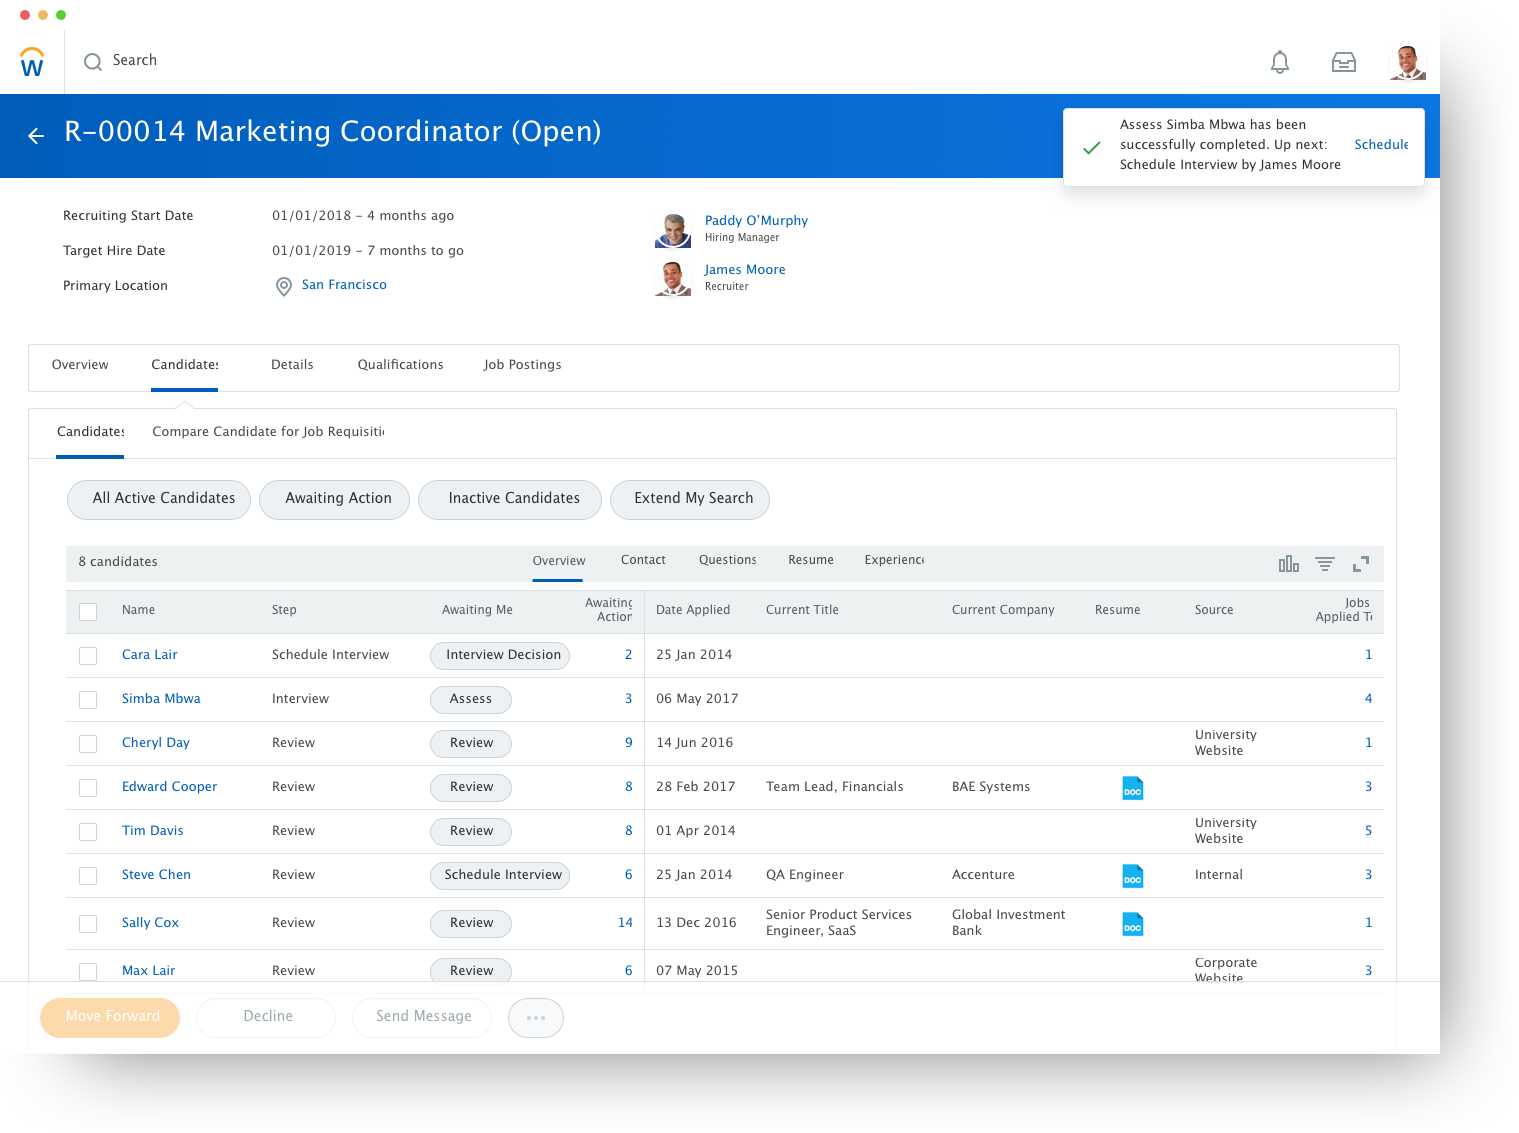 W
Search
R-00014 Marketing Coordinator (Open)
Assess Simba Mbwa has been
successfully completed. Up next:
Schedule Interview by James Moore
Schedule
Recruiting Start Date 01/01/2018 – 4 months ago
Target Hire Date 01/01/2019 – 7 months to go
Primary Location San Francisco
Paddy O’Murphy
Hiring Manager
James Moore
Recruiter
Overview Candidates Details Qualifications Job Postings
Candidates Compare Candidate for Job Requisiti
All Active Candidates Awaiting Action Inactive Candidates Extend My Search
8 candidates Overview Contact Questions Resume Experience
Name Step Awaiting Me Awaiting Action Date Applied Current Title Current Company Resume Source Jobs Applied T
Cara Lair Schedule Interview Interview Decision 2 25 Jan 2014 1
Simba Mbwa Interview Assess 3 06 May 2017 4
Cheryl Day Review Review 9 14 Jun 2016 University Website 1
Edward Cooper Review Review 8 28 Feb 2017 Team Lead, Financials BAE Systems DOC 3
Tim Davis Review Review 8 01 Apr 2014 University Website 5
Steve Chen Review Schedule Interview 6 25 Jan 2014 QA Engineer Accenture DOC Internal 3
Sally Cox Review Review 14 13 Dec 2016 Senior Product Services Engineer, SaaS Global Investment Bank DOC 1
Max Lair Review Review 6 07 May 2015 Corporate Website 3
Move Forward Decline Send Message